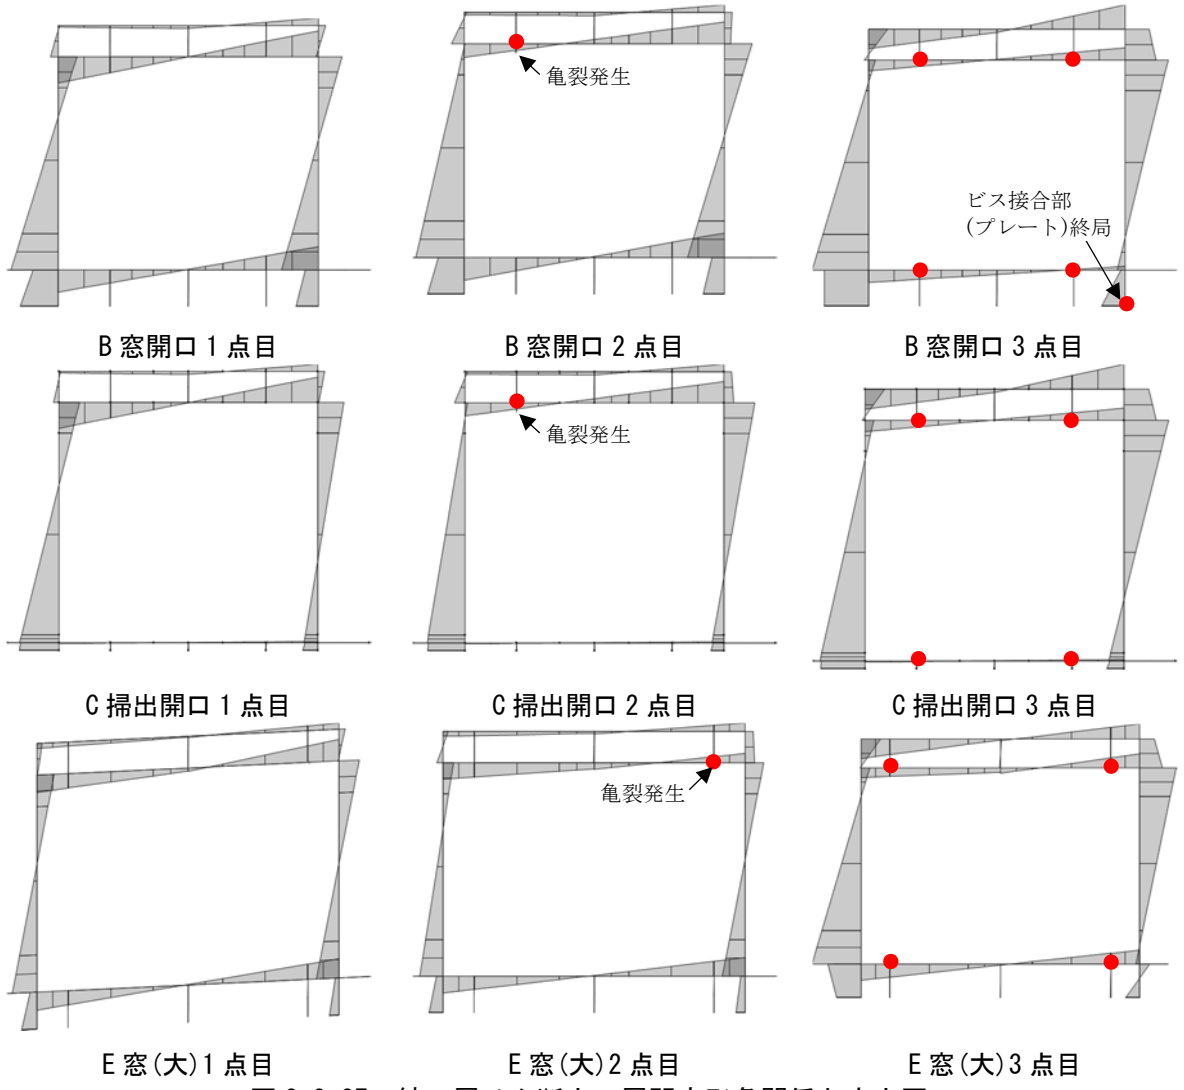 亀裂発生
ビス接合部
(プレート)終局
B 窓開口 1 点目
B 窓開口 2 点目
B 窓開口 3 点目
亀裂発生
C 掃出開口 1 点目
C 掃出開口 2 点目
C 掃出開口 3 点目
亀裂発生
E 窓(大)1 点目
E 窓(大)2 点目
E 窓(大)3 点目